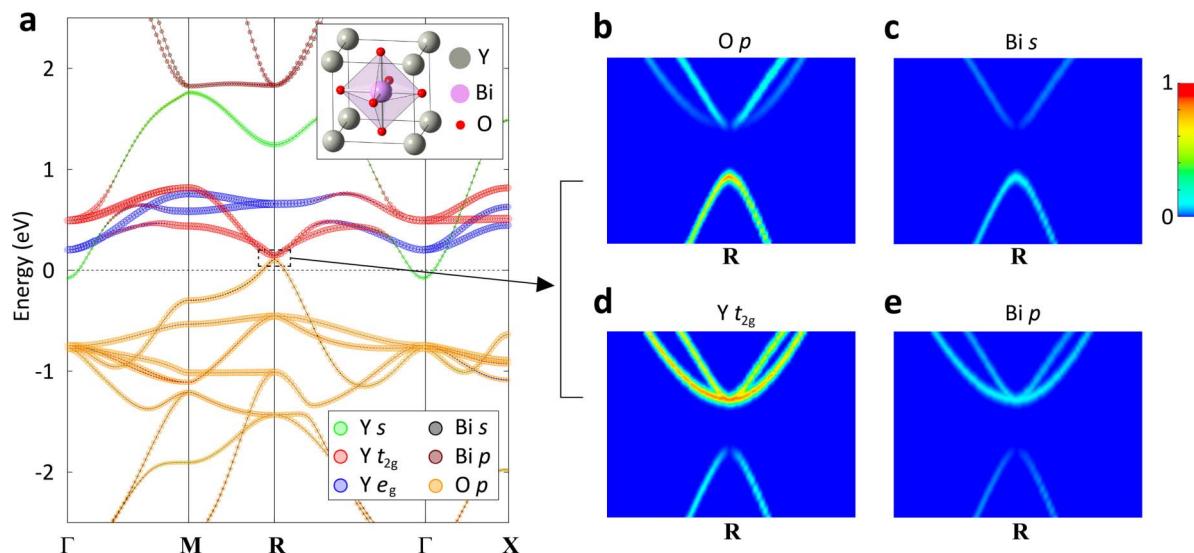 a
Energy (eV)
2
1
0
-1
-2
Γ
M
R
Γ
X
Y
Bi
O
Y s
Y t2g
Y eg
Bi s
Bi p
O p
b
O p
R
c
Bi s
R
1
0
d
Y t2g
R
e
Bi p
R